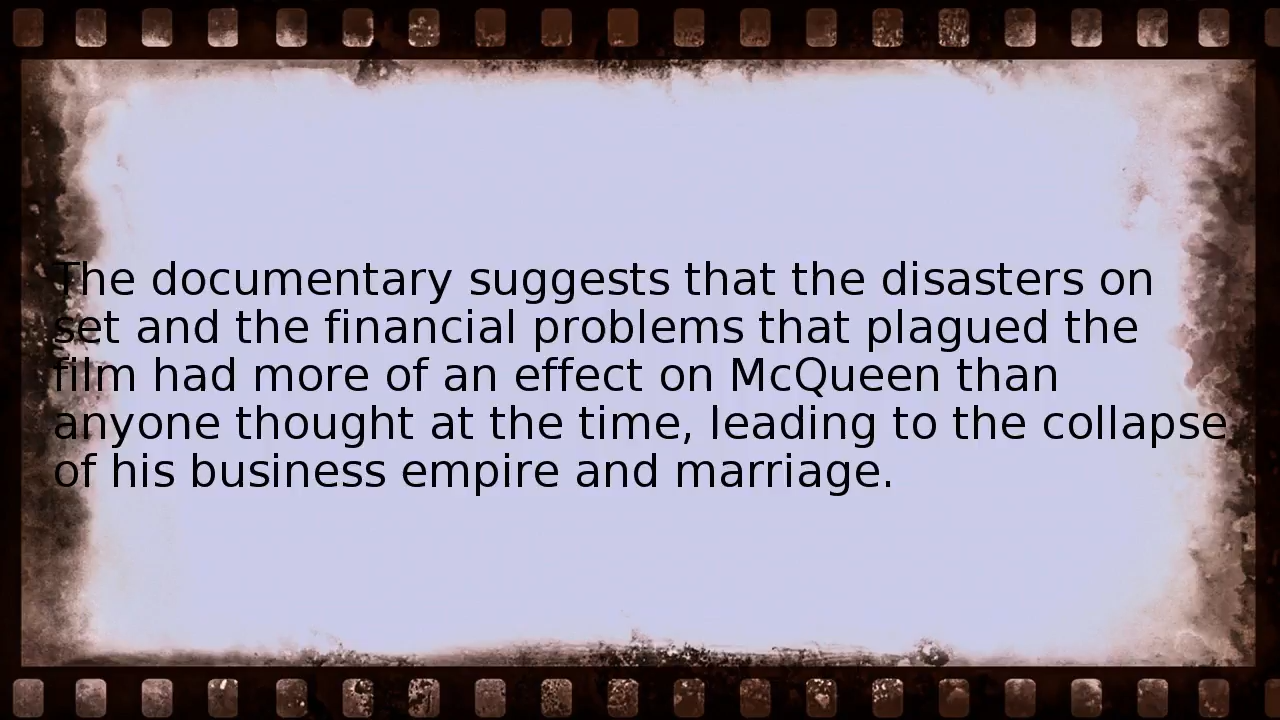 The documentary suggests that the disasters on
set and the financial problems that plagued the
film had more of an effect on McQueen than
anyone thought at the time, leading to the collapse
of his business empire and marriage.